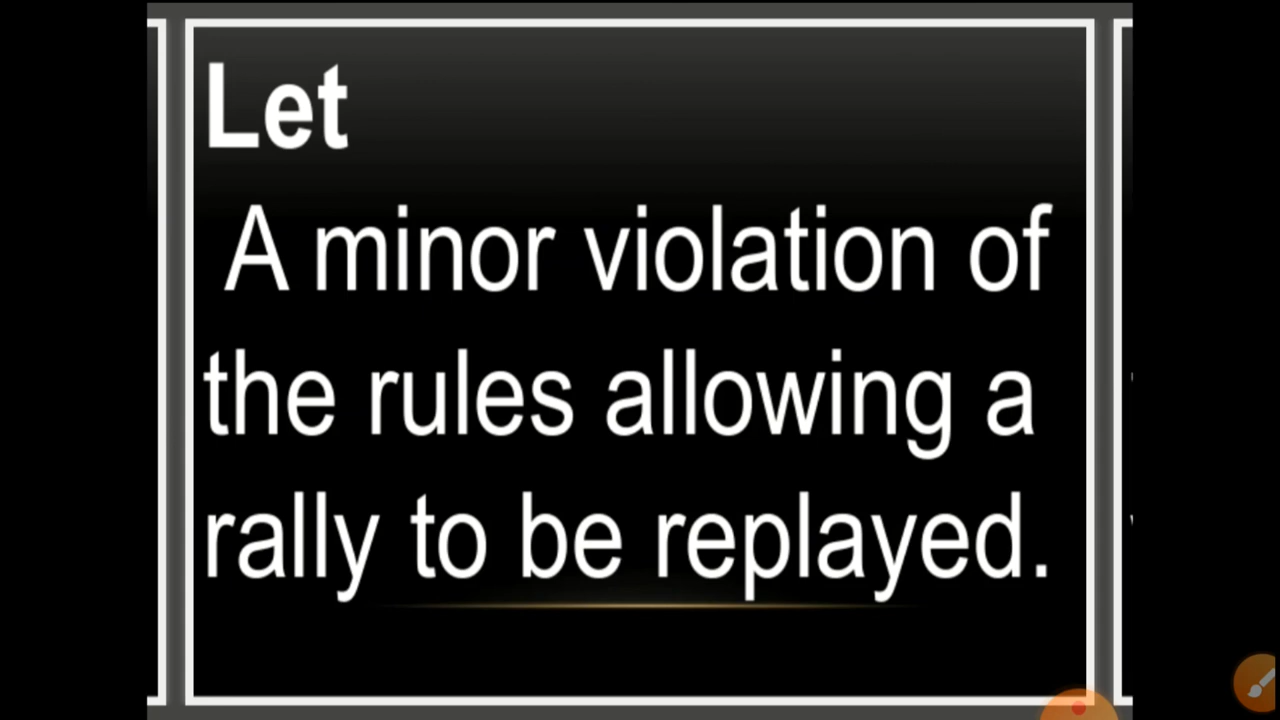 Let
A minor violation of
the rules allowing a
rally to be replayed.